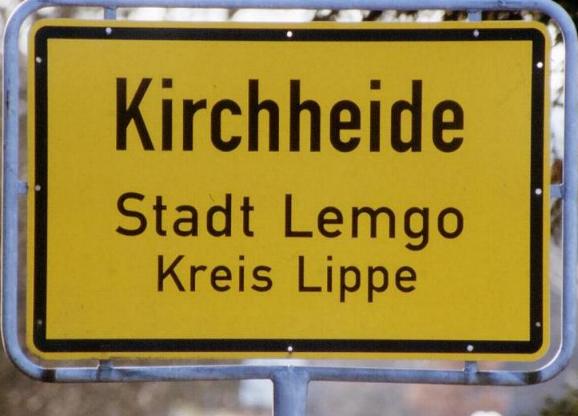 Kirchheide
Stadt Lemgo
Kreis Lippe